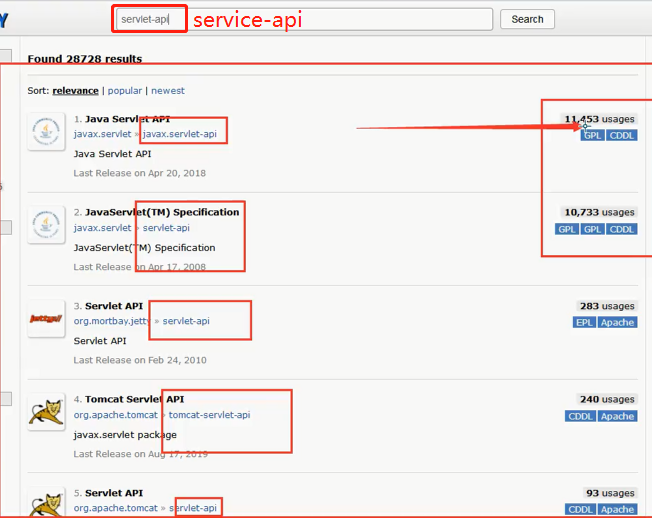 servlet-api
service-api
Search
Found 28728 results
Sort: relevance | popular | newest
1. Java Servlet API
11,453 usages
javax.servlet » javax.servlet-api
GPL CDDL
Java Servlet API
Last Release on Apr 20, 2018
2. JavaServlet(TM) Specification
10,733 usages
javax.servlet » servlet-api
GPL GPL CDDL
JavaServlet(TM) Specification
Last Release on Apr 17, 2008
3. Servlet API
283 usages
org.mortbay.jetty » servlet-api
EPL Apache
Servlet API
Last Release on Feb 24, 2010
4. Tomcat Servlet API
240 usages
org.apache.tomcat » tomcat-servlet-api
CDDL Apache
javax.servlet package
Last Release on Aug 17, 2019
5. Servlet API
93 usages
org.apache.tomcat » servlet-api
CDDL Apache